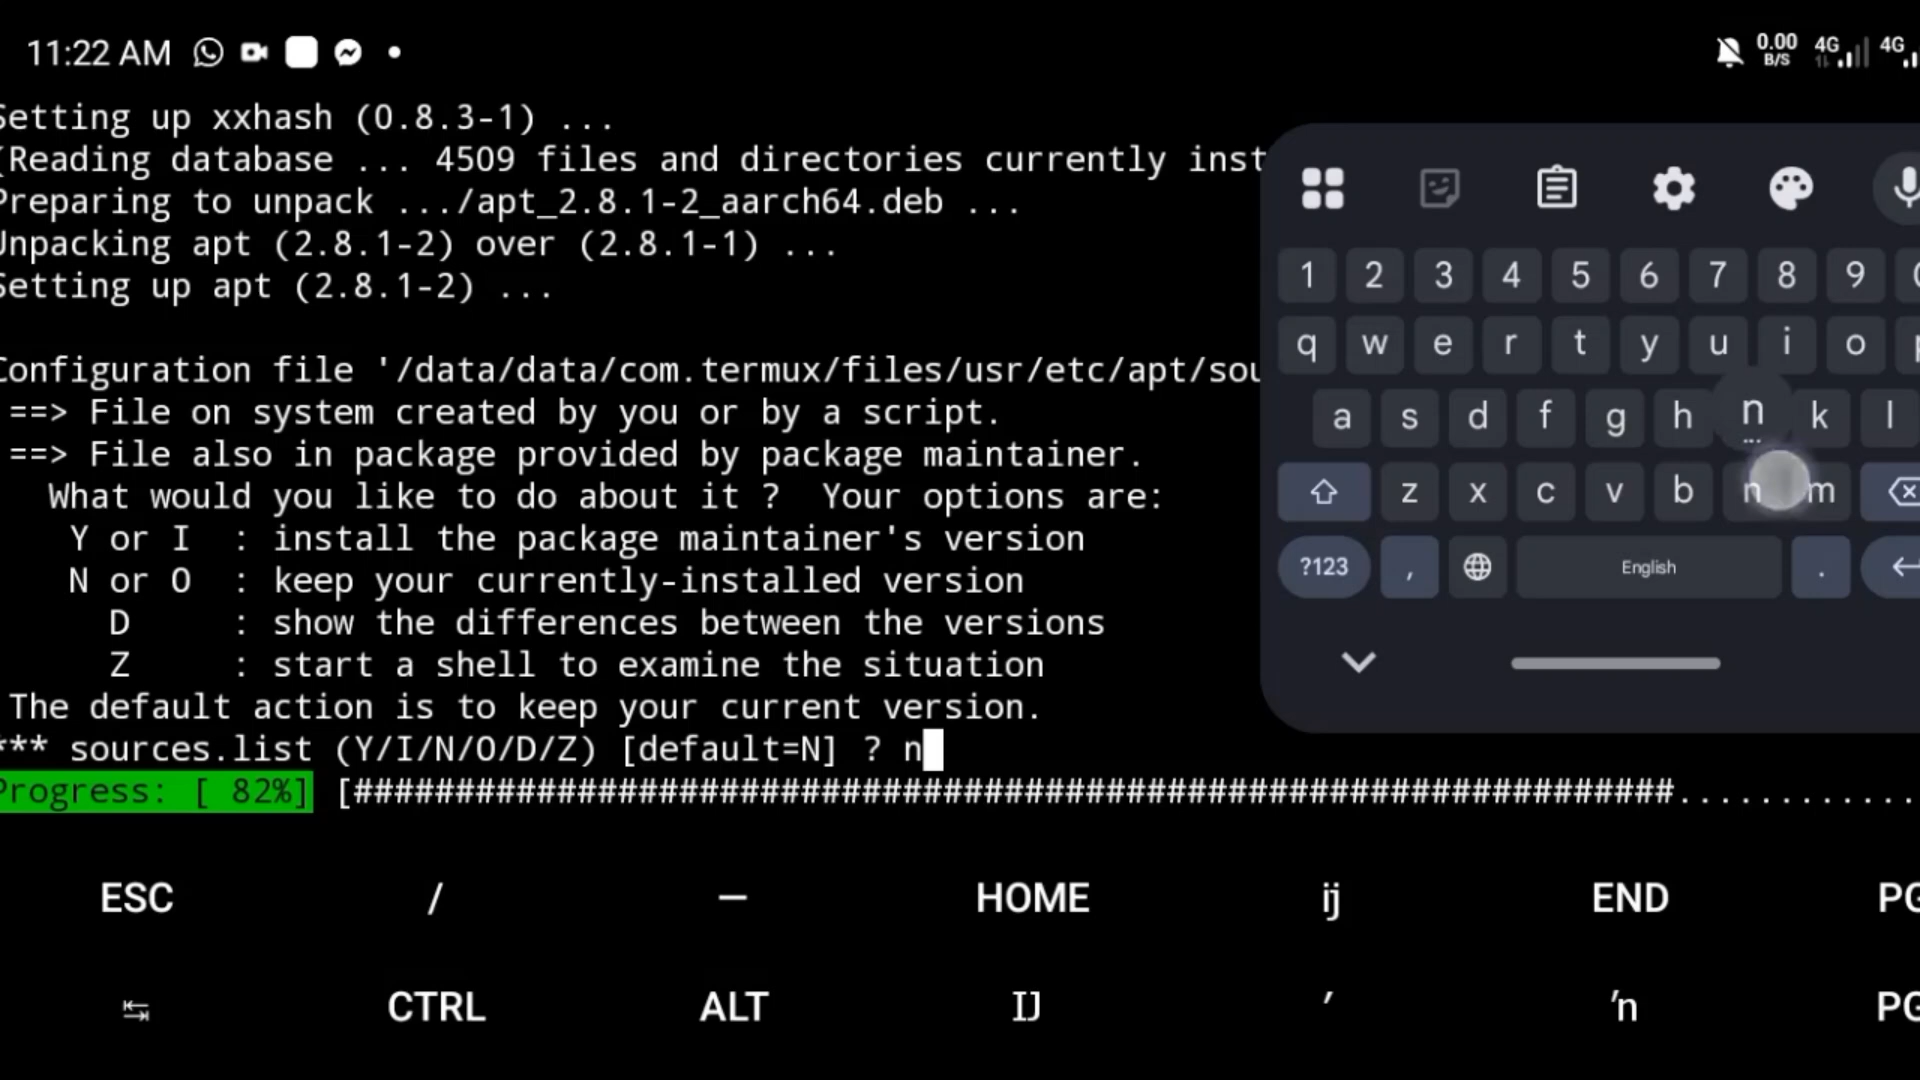 11:22 AM
0.00
B/S
4G
4G
Setting up xxhash (0.8.3-1) ...
(Reading database ... 4509 files and directories currently inst
Preparing to unpack .../apt_2.8.1-2_aarch64.deb ...
Unpacking apt (2.8.1-2) over (2.8.1-1) ...
Setting up apt (2.8.1-2) ...
Configuration file '/data/data/com.termux/files/usr/etc/apt/sou
==> File on system created by you or by a script.
==> File also in package provided by package maintainer.
What would you like to do about it ?  Your options are:
Y or I  : install the package maintainer's version
N or O  : keep your currently-installed version
D     : show the differences between the versions
Z     : start a shell to examine the situation
The default action is to keep your current version.
*** sources.list (Y/I/N/O/D/Z) [default=N] ? n
Progress: [ 82%] [#################################################################............
1 2 3 4 5 6 7 8 9 0
q w e r t y u i o p
a s d f g h n k l
z x c v b n m
?123 , English .
ESC / — HOME ĳ END PG
↹ CTRL ALT Ĳ ′ ŉ PG